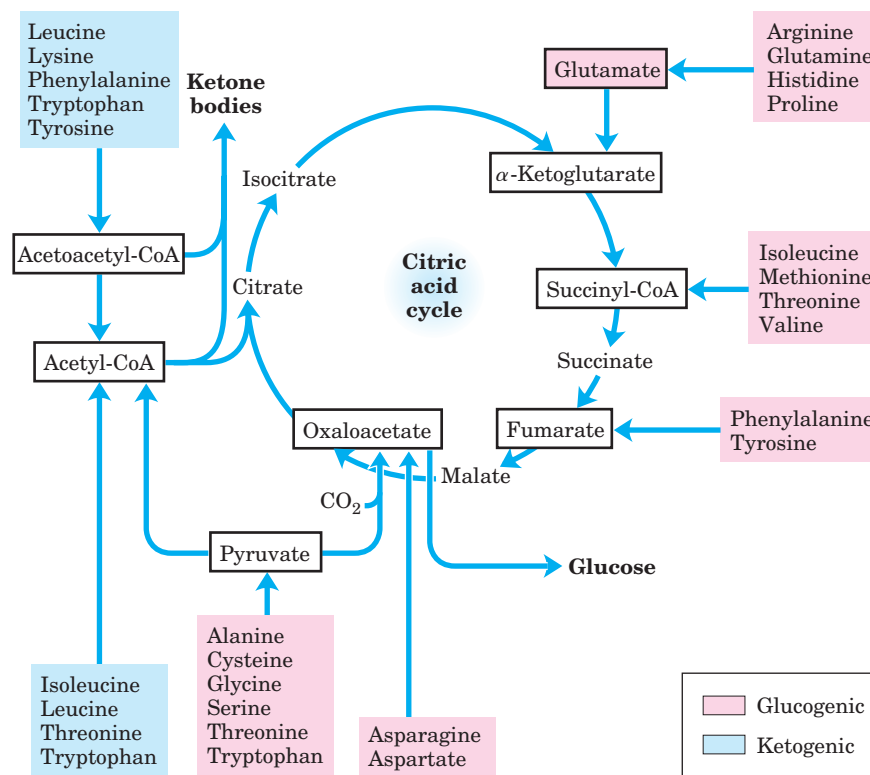 Leucine
Lysine
Phenylalanine
Tryptophan
Tyrosine
Ketone
bodies
Glutamate
Arginine
Glutamine
Histidine
Proline
Isocitrate
α-Ketoglutarate
Acetoacetyl-CoA
Citrate
Citric
acid
cycle
Succinyl-CoA
Isoleucine
Methionine
Threonine
Valine
Acetyl-CoA
Succinate
Oxaloacetate
Fumarate
Phenylalanine
Tyrosine
Malate
CO₂
Pyruvate
Glucose
Isoleucine
Leucine
Threonine
Tryptophan
Alanine
Cysteine
Glycine
Serine
Threonine
Tryptophan
Asparagine
Aspartate
Glucogenic
Ketogenic